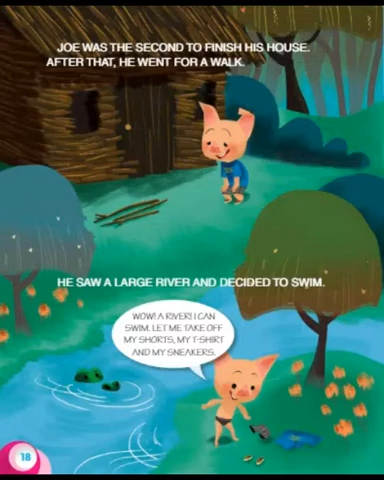 JOE WAS THE SECOND TO FINISH HIS HOUSE.
AFTER THAT, HE WENT FOR A WALK.
HE SAW A LARGE RIVER AND DECIDED TO SWIM.
WOW! A RIVER! I CAN
SWIM. LET ME TAKE OFF
MY SHORTS, MY T-SHIRT
AND MY SNEAKERS.
18